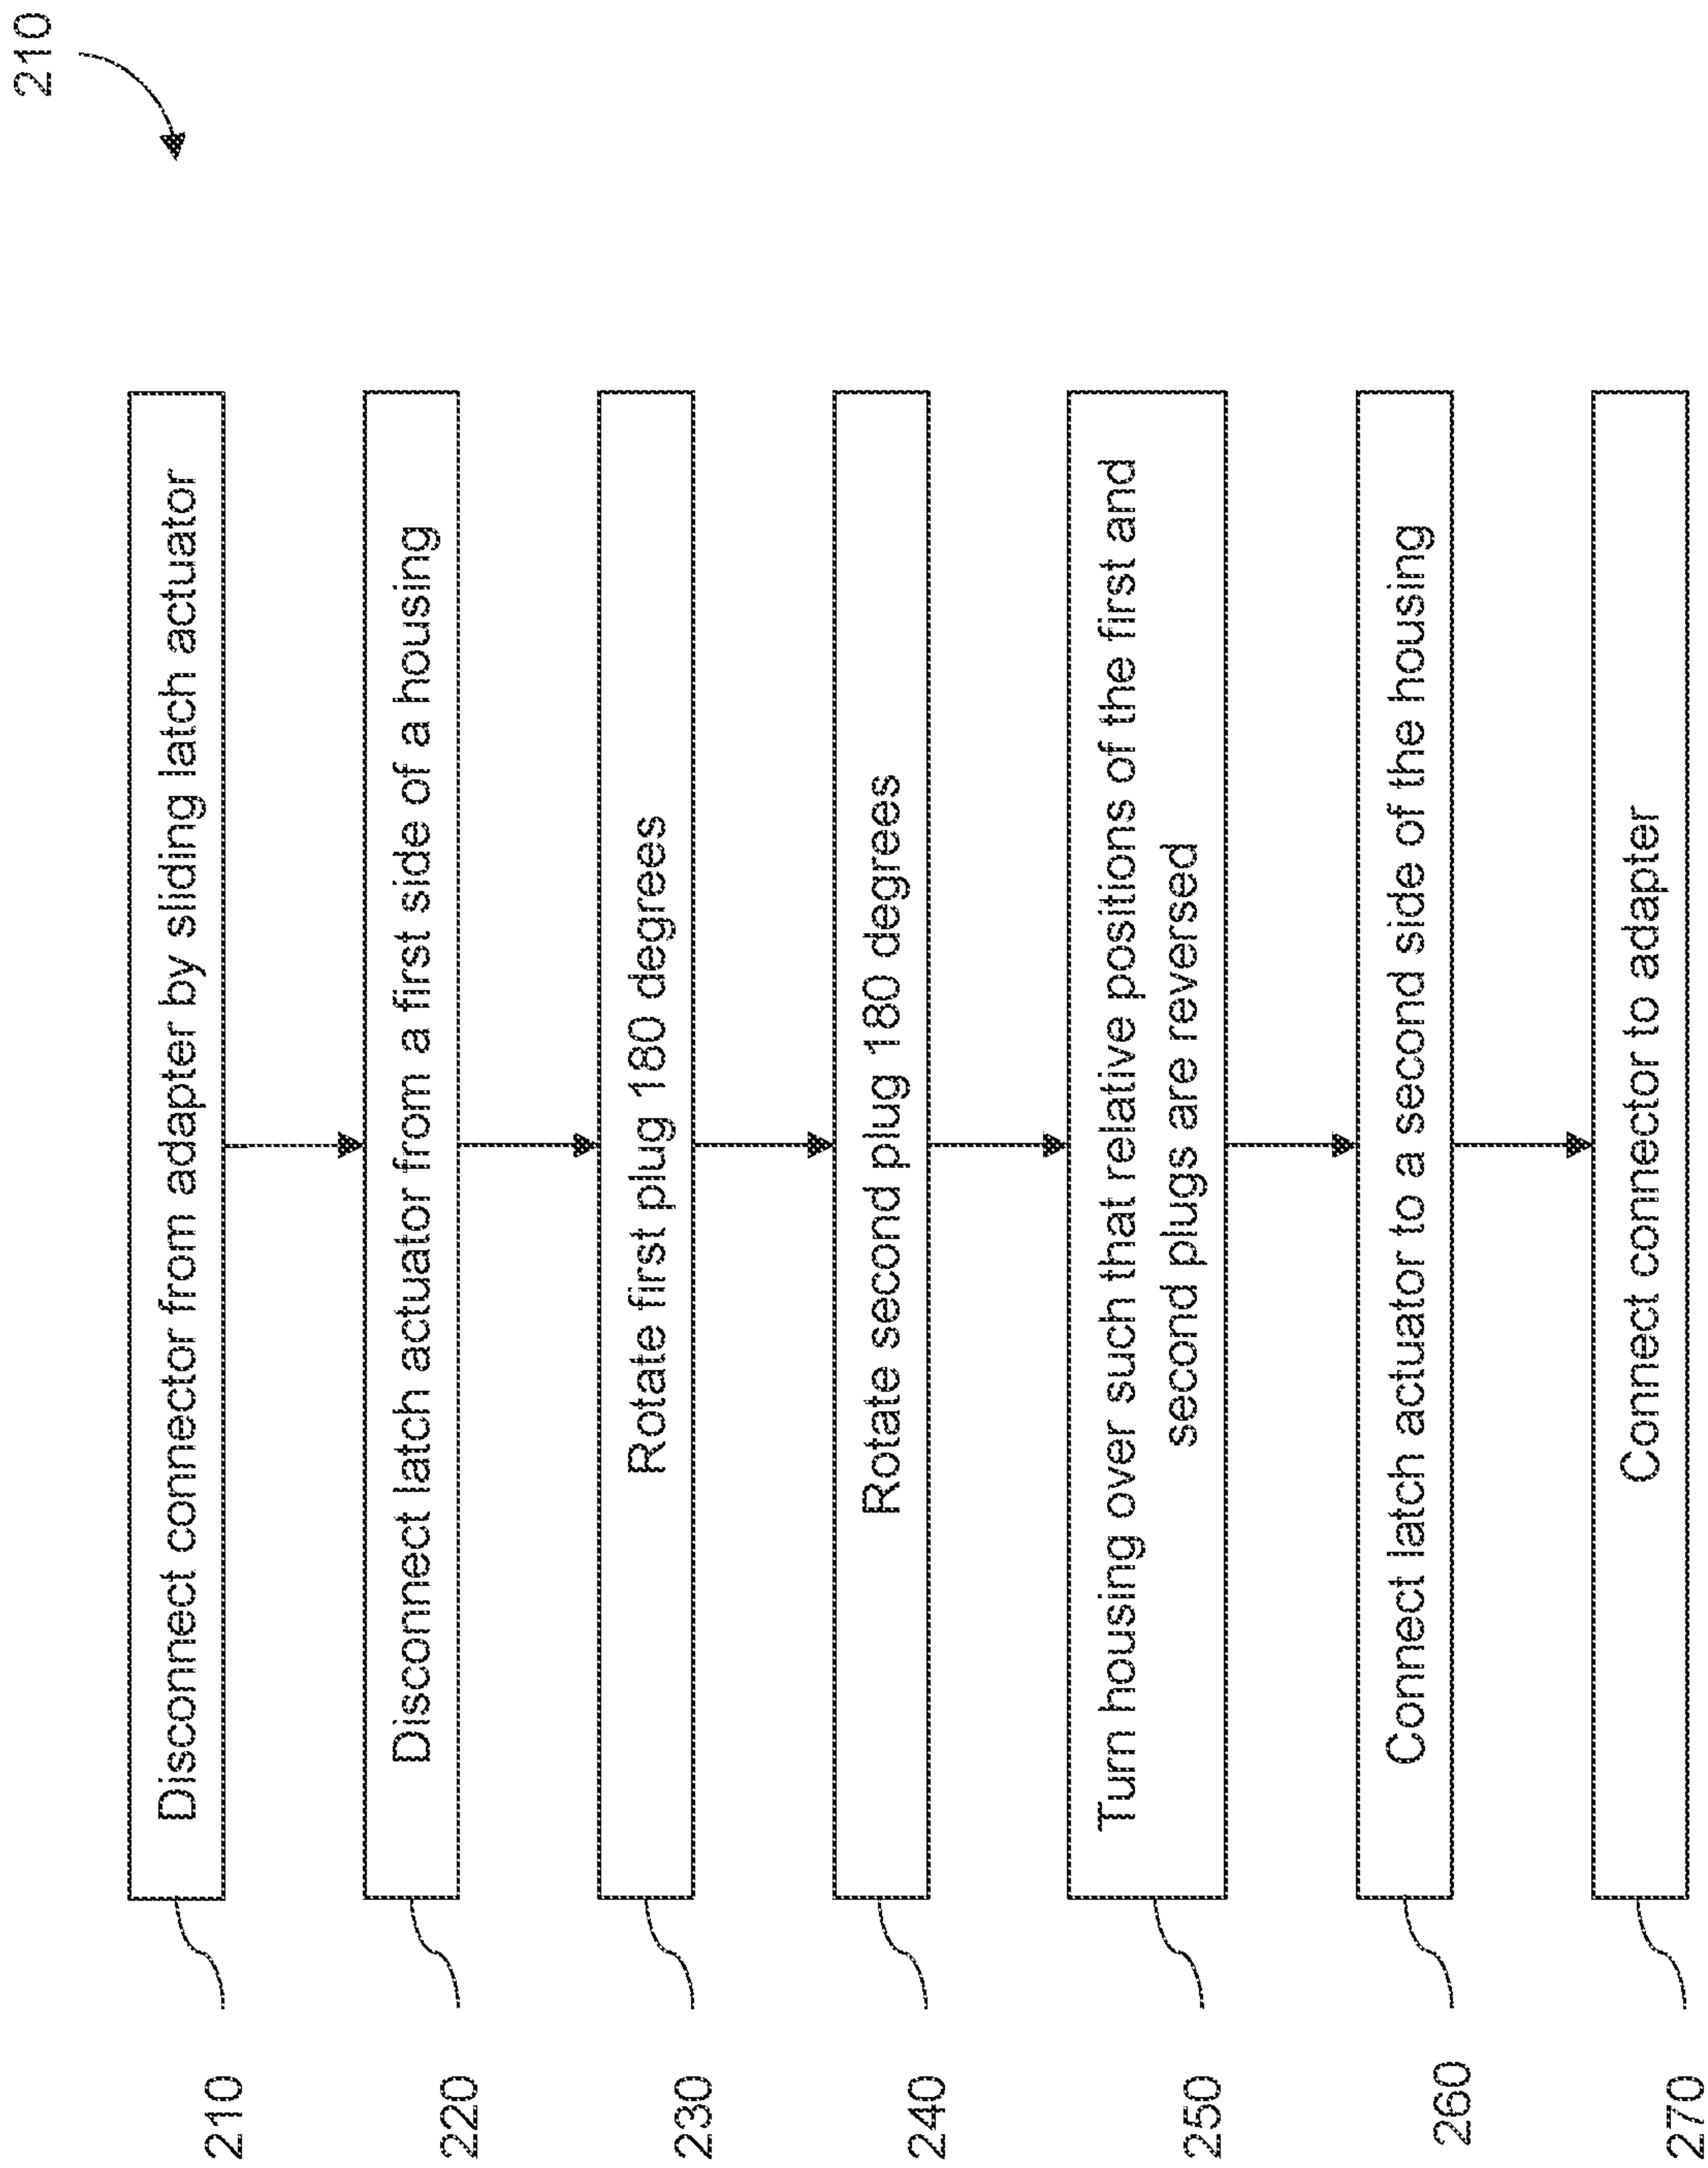 210
210
Disconnect connector from adapter by sliding latch actuator
220
Disconnect latch actuator from a first side of a housing
230
Rotate first plug 180 degrees
240
Rotate second plug 180 degrees
250
Turn housing over such that relative positions of the first and
second plugs are reversed
260
Connect latch actuator to a second side of the housing
270
Connect connector to adapter